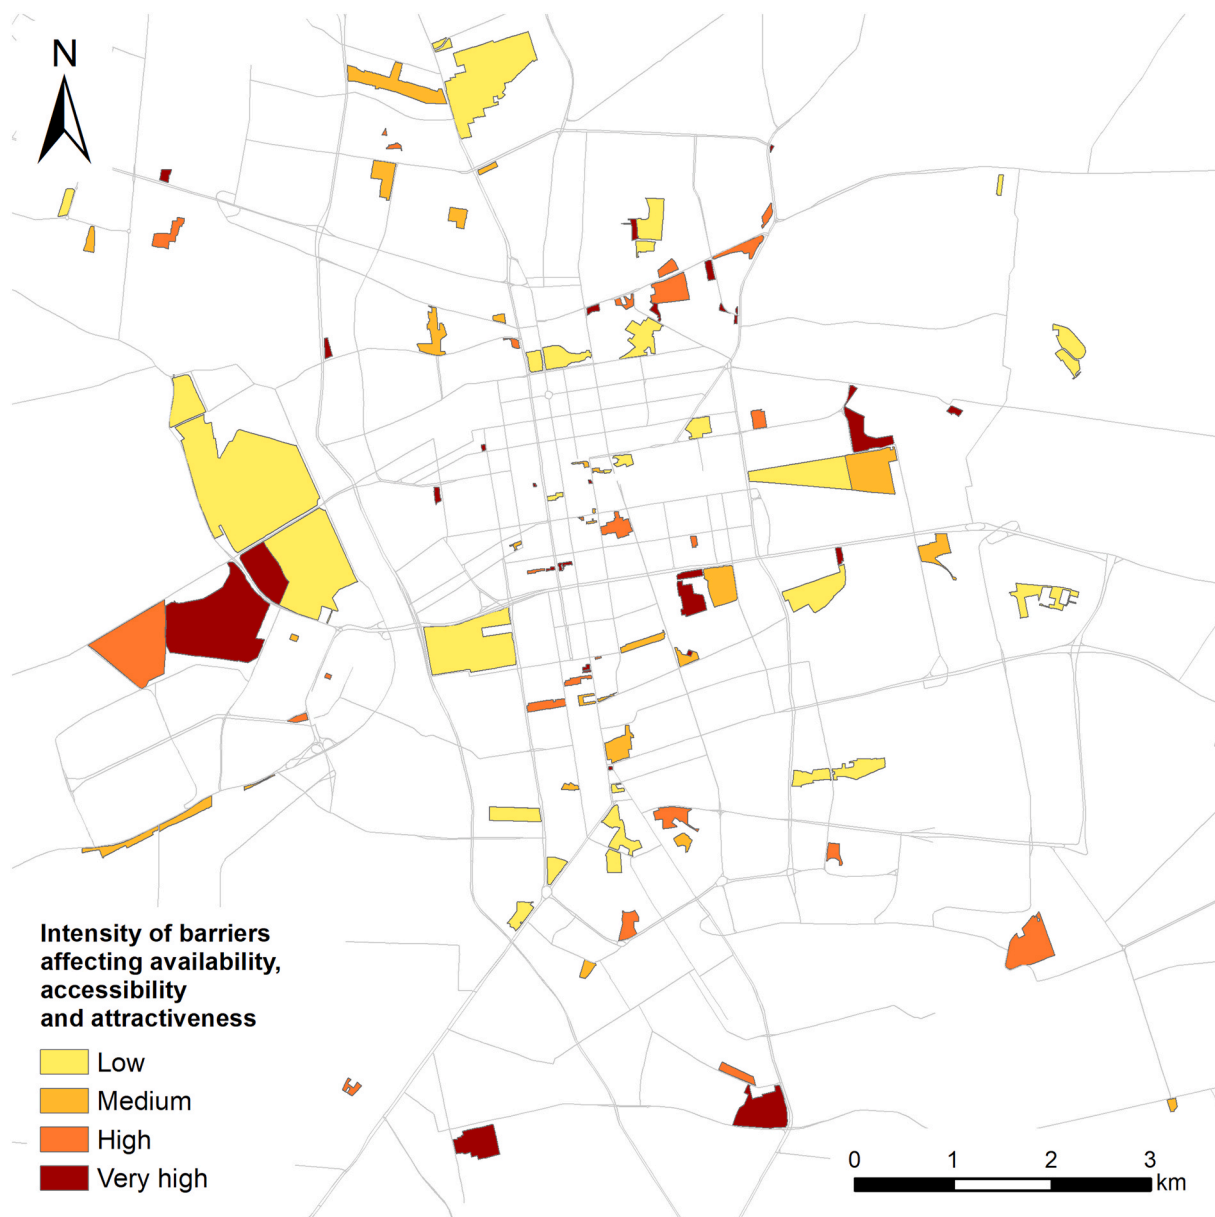 N
Intensity of barriers
affecting availability,
accessibility
and attractiveness
Low
Medium
High
Very high
0 1 2 3
km